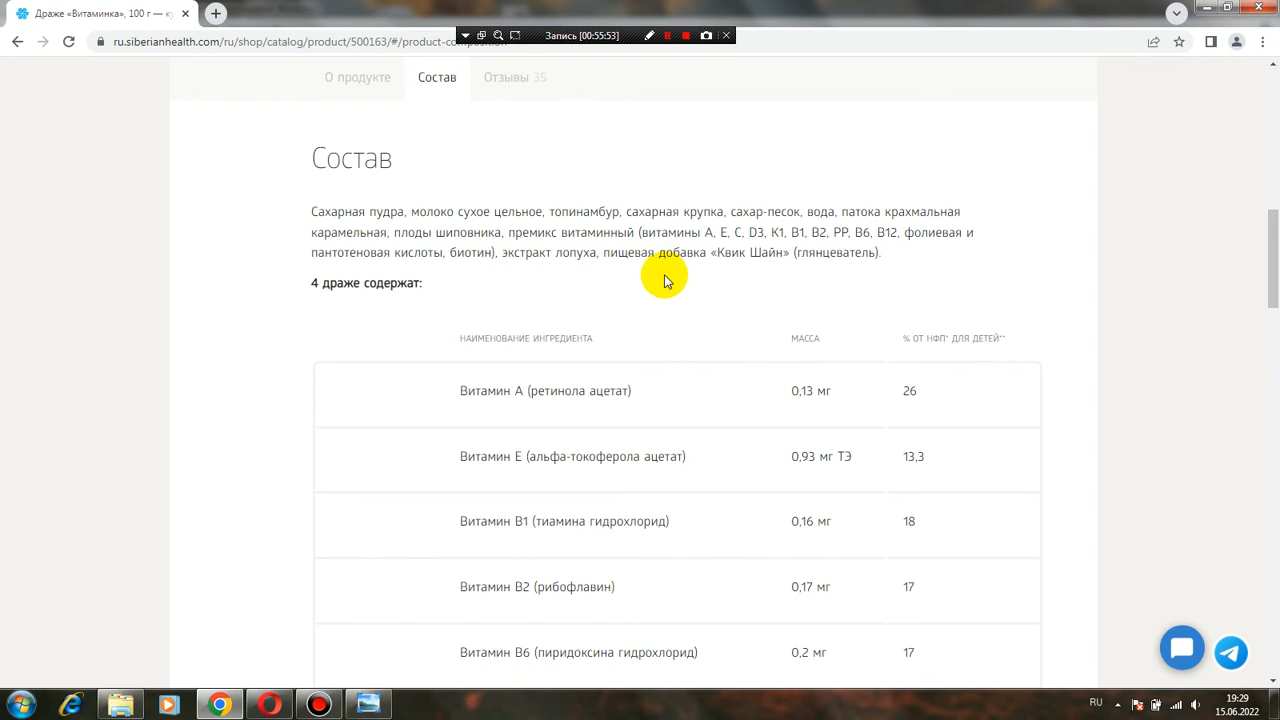 Драже «Витаминка», 100 г — ку
ru.siberianhealth.com/ru/shop/catalog/product/500163/#/product-composition
Запись [00:55:53]
О продукте
Состав
Отзывы 35
Состав
Сахарная пудра, молоко сухое цельное, топинамбур, сахарная крупка, сахар-песок, вода, патока крахмальная
карамельная, плоды шиповника, премикс витаминный (витамины А, Е, С, D3, К1, В1, В2, РР, В6, В12, фолиевая и
пантотеновая кислоты, биотин), экстракт лопуха, пищевая добавка «Квик Шайн» (глянцеватель).
4 драже содержат:
НАИМЕНОВАНИЕ ИНГРЕДИЕНТА МАССА % ОТ НФП* ДЛЯ ДЕТЕЙ**
Витамин А (ретинола ацетат) 0,13 мг 26
Витамин Е (альфа-токоферола ацетат) 0,93 мг ТЭ 13,3
Витамин В1 (тиамина гидрохлорид) 0,16 мг 18
Витамин В2 (рибофлавин) 0,17 мг 17
Витамин В6 (пиридоксина гидрохлорид) 0,2 мг 17
RU
19:29
15.06.2022